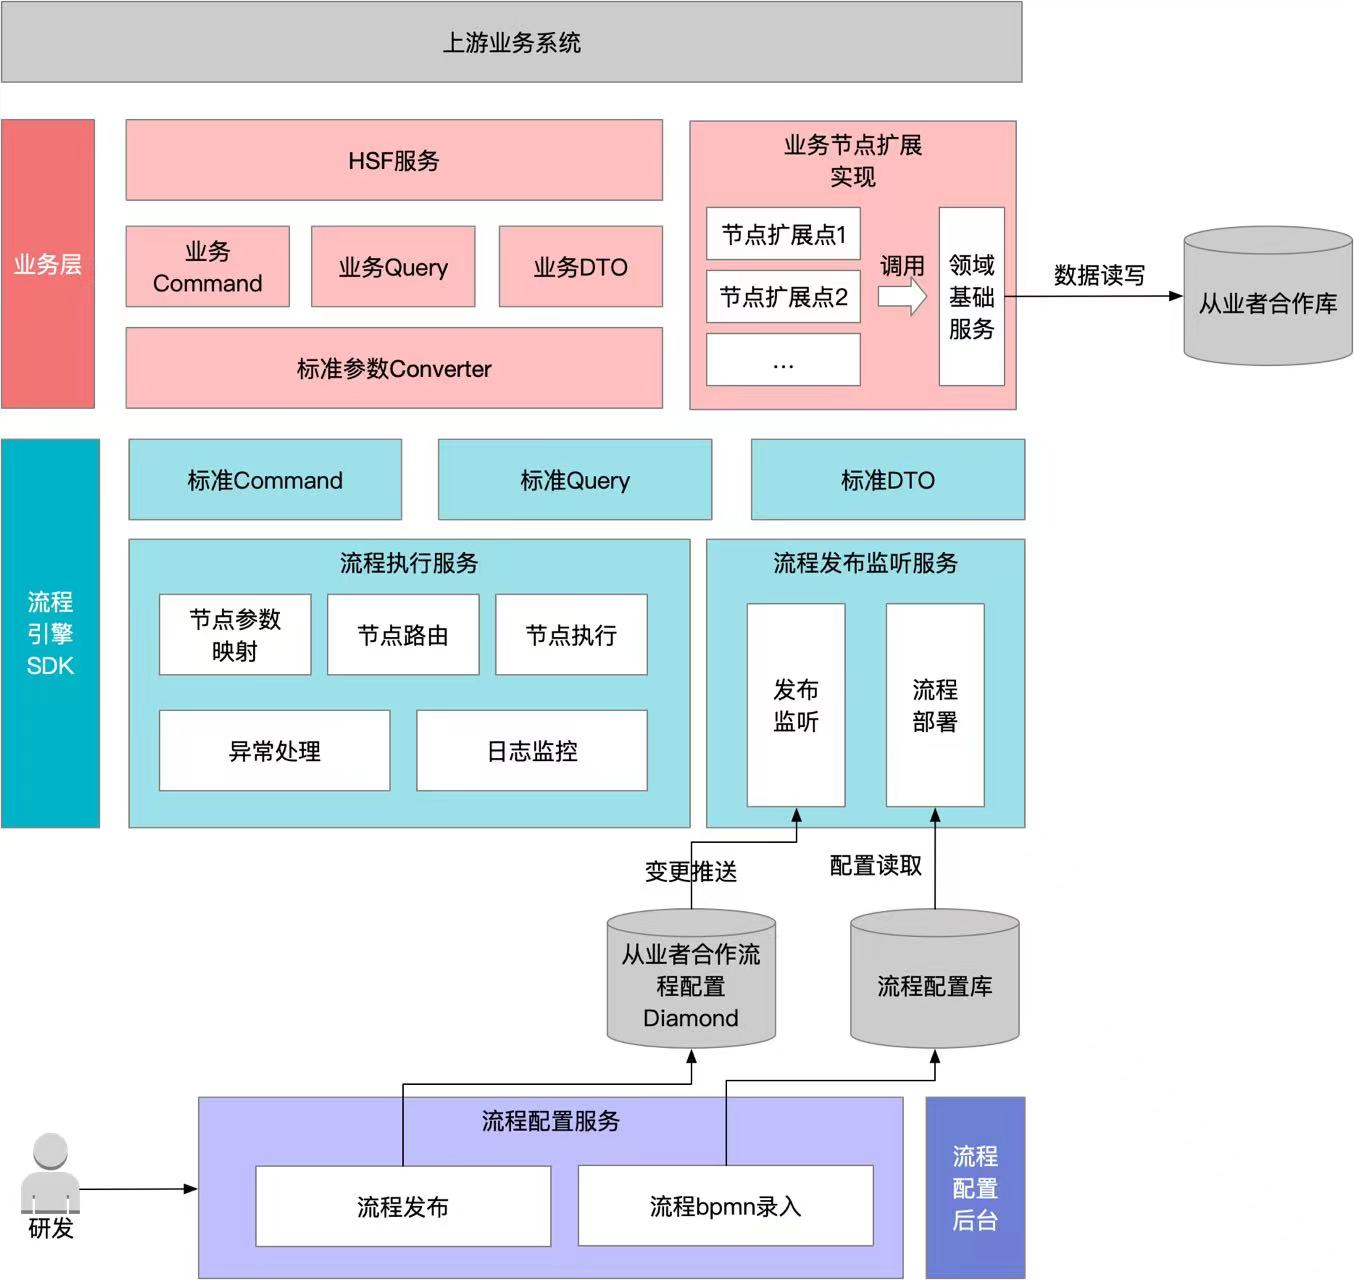 上游业务系统
业务层
HSF服务
业务
Command
业务Query
业务DTO
标准参数Converter
业务节点扩展
实现
节点扩展点1
节点扩展点2
...
调用
领域
基础
服务
数据读写
从业者合作库
流程
引擎
SDK
标准Command
标准Query
标准DTO
流程执行服务
节点参数
映射
节点路由
节点执行
异常处理
日志监控
流程发布监听服务
发布
监听
流程
部署
变更推送
配置读取
从业者合作流
程配置
Diamond
流程配置库
研发
流程配置服务
流程发布
流程bpmn录入
流程
配置
后台